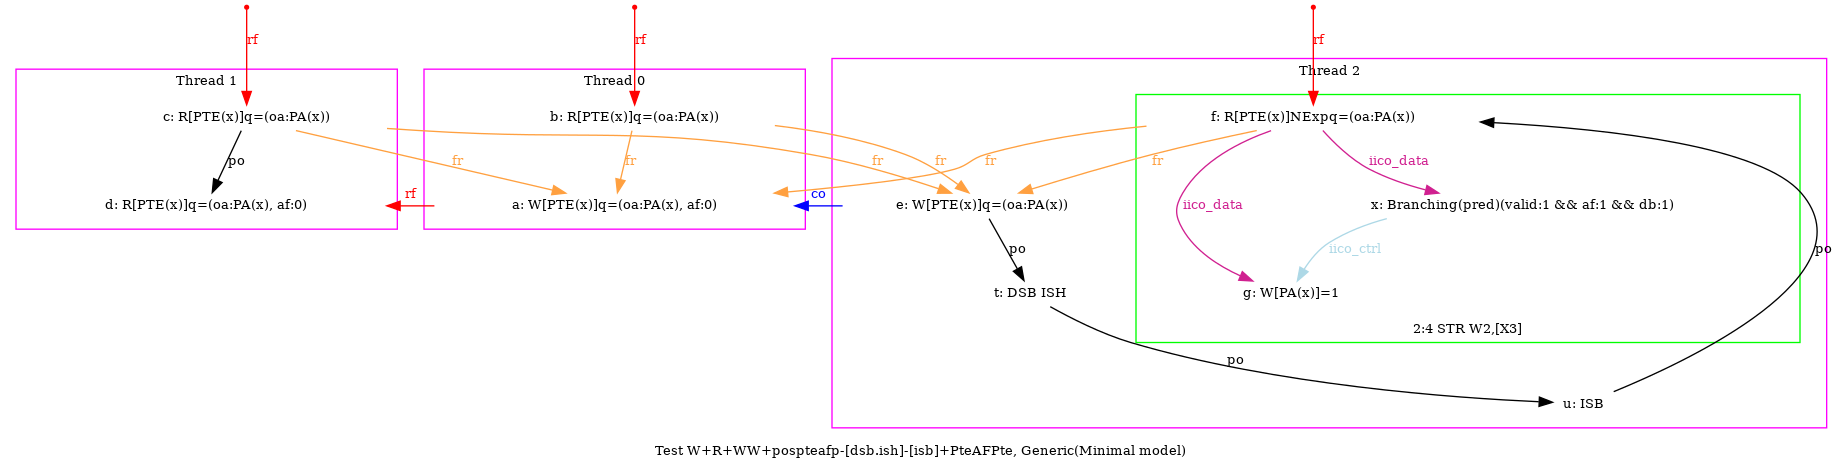 rf
rf
rf
Thread 1
Thread 0
Thread 2
c: R[PTE(x)]q=(oa:PA(x))
b: R[PTE(x)]q=(oa:PA(x))
f: R[PTE(x)]NExpq=(oa:PA(x))
po
fr
fr
fr
fr
fr
fr
iico_data
d: R[PTE(x)]q=(oa:PA(x), af:0)
rf
a: W[PTE(x)]q=(oa:PA(x), af:0)
co
e: W[PTE(x)]q=(oa:PA(x))
iico_data
x: Branching(pred)(valid:1 && af:1 && db:1)
po
iico_ctrl
po
t: DSB ISH
g: W[PA(x)]=1
2:4 STR W2,[X3]
po
u: ISB
Test W+R+WW+pospteafp-[dsb.ish]-[isb]+PteAFPte, Generic(Minimal model)